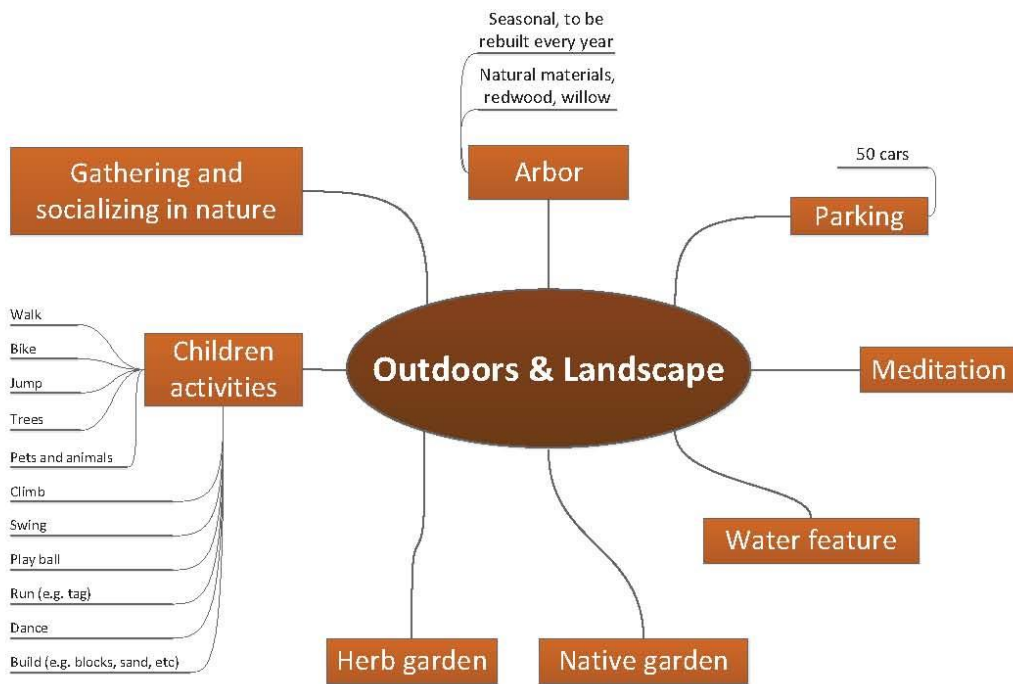 Seasonal, to be
rebuilt every year
Natural materials,
redwood, willow
Arbor
50 cars
Parking
Gathering and
socializing in nature
Outdoors & Landscape
Meditation
Children
activities
Walk
Bike
Jump
Trees
Pets and animals
Climb
Swing
Play ball
Run (e.g. tag)
Dance
Build (e.g. blocks, sand, etc)
Water feature
Herb garden
Native garden